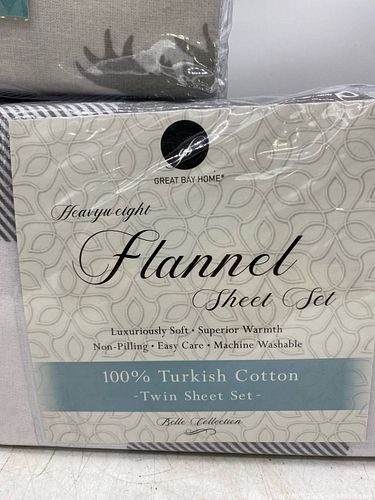 GREAT BAY HOME®
Heavyweight
Flannel
Sheet Set
Luxuriously Soft • Superior Warmth
Non-Pilling • Easy Care • Machine Washable
100% Turkish Cotton
-Twin Sheet Set-
Belle Collection